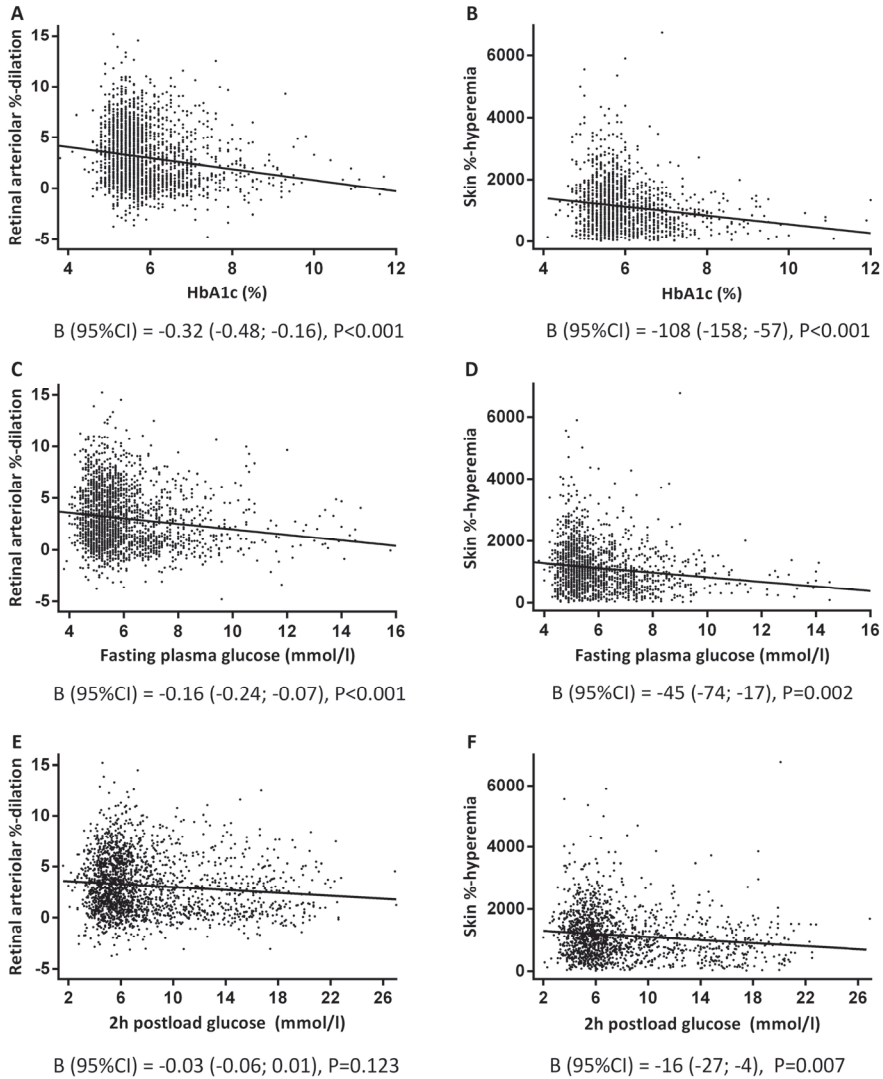 A
Retinal arteriolar %-dilation
15
10
5
0
-5
4 6 8 10 12
HbA1c (%)
B (95%CI) = -0.32 (-0.48; -0.16), P<0.001
B
Skin %-hyperemia
6000
4000
2000
0
4 6 8 10 12
HbA1c (%)
B (95%CI) = -108 (-158; -57), P<0.001
C
Retinal arteriolar %-dilation
15
10
5
0
-5
4 6 8 10 12 14 16
Fasting plasma glucose (mmol/l)
B (95%CI) = -0.16 (-0.24; -0.07), P<0.001
D
Skin %-hyperemia
6000
4000
2000
0
4 6 8 10 12 14 16
Fasting plasma glucose (mmol/l)
B (95%CI) = -45 (-74; -17), P=0.002
E
Retinal arteriolar %-dilation
15
10
5
0
-5
2 6 10 14 18 22 26
2h postload glucose (mmol/l)
B (95%CI) = -0.03 (-0.06; 0.01), P=0.123
F
Skin %-hyperemia
6000
4000
2000
0
2 6 10 14 18 22 26
2h postload glucose (mmol/l)
B (95%CI) = -16 (-27; -4), P=0.007